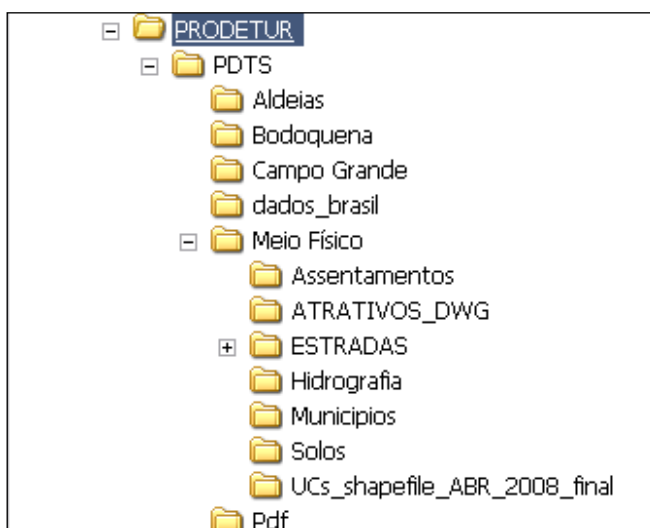 PRODETUR
PDTS
Aldeias
Bodoquena
Campo Grande
dados_brasil
Meio Físico
Assentamentos
ATRATIVOS_DWG
ESTRADAS
Hidrografia
Municipios
Solos
UCs_shapefile_ABR_2008_final
Pdf